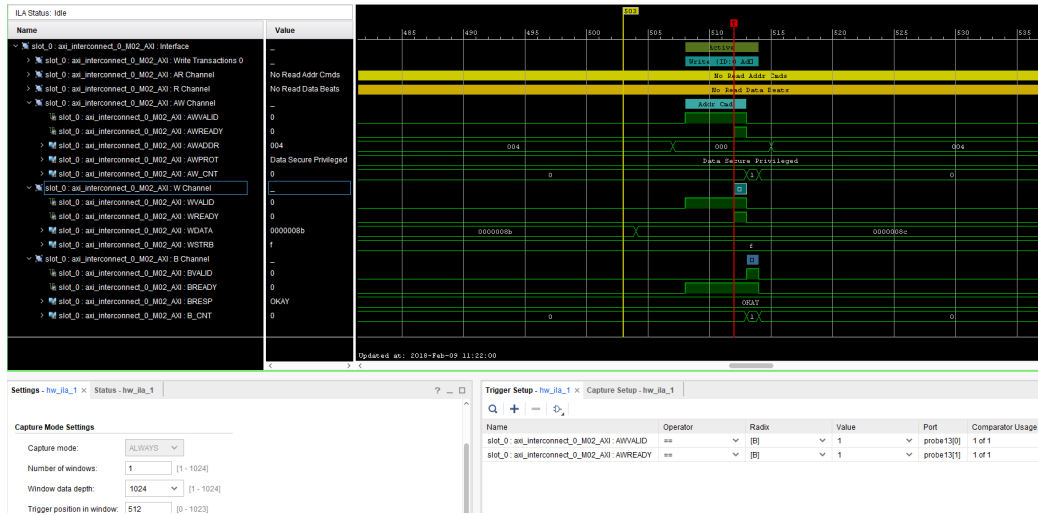 ILA Status: Idle
Name Value
slot_0 : axi_interconnect_0_M02_AXI : Interface _
slot_0 : axi_interconnect_0_M02_AXI : Write Transactions 0 _
slot_0 : axi_interconnect_0_M02_AXI : AR Channel No Read Addr Cmds
slot_0 : axi_interconnect_0_M02_AXI : R Channel No Read Data Beats
slot_0 : axi_interconnect_0_M02_AXI : AW Channel _
slot_0 : axi_interconnect_0_M02_AXI : AWVALID 0
slot_0 : axi_interconnect_0_M02_AXI : AWREADY 0
slot_0 : axi_interconnect_0_M02_AXI : AWADDR 004
slot_0 : axi_interconnect_0_M02_AXI : AWPROT Data Secure Privileged
slot_0 : axi_interconnect_0_M02_AXI : AW_CNT 0
slot_0 : axi_interconnect_0_M02_AXI : W Channel _
slot_0 : axi_interconnect_0_M02_AXI : WVALID 0
slot_0 : axi_interconnect_0_M02_AXI : WREADY 0
slot_0 : axi_interconnect_0_M02_AXI : WDATA 0000008b
slot_0 : axi_interconnect_0_M02_AXI : WSTRB f
slot_0 : axi_interconnect_0_M02_AXI : B Channel _
slot_0 : axi_interconnect_0_M02_AXI : BVALID 0
slot_0 : axi_interconnect_0_M02_AXI : BREADY 0
slot_0 : axi_interconnect_0_M02_AXI : BRESP OKAY
slot_0 : axi_interconnect_0_M02_AXI : B_CNT 0
503
485 490 495 500 505 510 515 520 525 530 535
Active
Write (ID:0 Ad
No Read Addr Cmds
No Read Data Beats
Addr Cmd
004 000 004
Data Secure Privileged
0 1 0
0000008b 0000008c
f
OKAY
0 1 0
Updated at: 2018-Feb-09 11:22:00
Settings - hw_ila_1 × Status - hw_ila_1 ? _
Capture Mode Settings
Capture mode: ALWAYS
Number of windows: 1 [1 - 1024]
Window data depth: 1024 [1 - 1024]
Trigger position in window: 512 [0 - 1023]
Trigger Setup - hw_ila_1 × Capture Setup - hw_ila_1
Name Operator Radix Value Port Comparator Usage
slot_0 : axi_interconnect_0_M02_AXI : AWVALID == [B] 1 probe13[0] 1 of 1
slot_0 : axi_interconnect_0_M02_AXI : AWREADY == [B] 1 probe13[1] 1 of 1